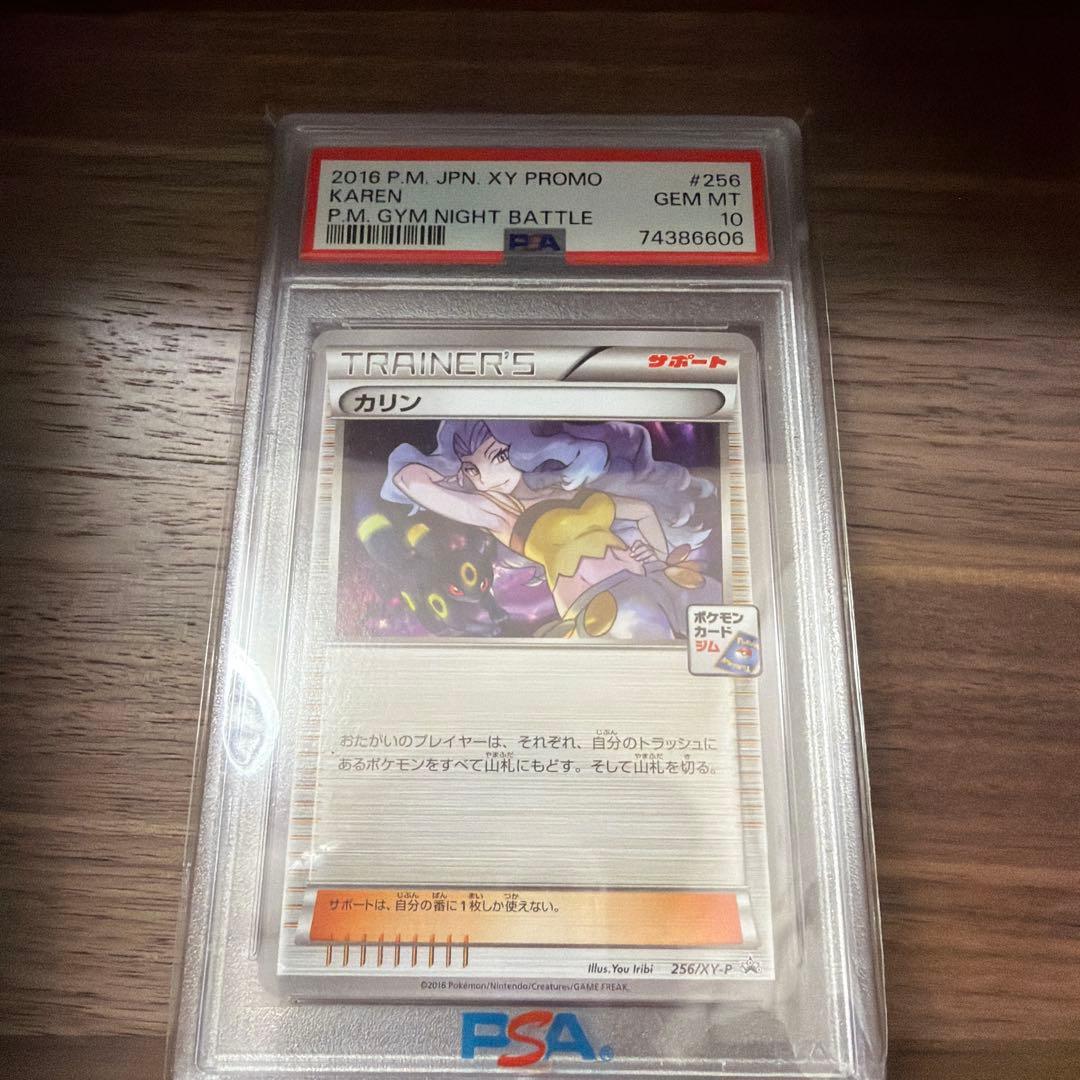 2016 P.M. JPN. XY PROMO #256
KAREN GEM MT
P.M. GYM NIGHT BATTLE 10
PSA 74386606
TRAINER'S サポート
カリン
ポケモン
カード
ジム
おたがいのプレイヤーは、それぞれ、自分のトラッシュに
あるポケモンをすべて山札にもどす。そして山札を切る。
サポートは、自分の番に1枚しか使えない。
Illus.You Iribi 256/XY-P
©2016 Pokémon/Nintendo/Creatures/GAME FREAK.
PSA®